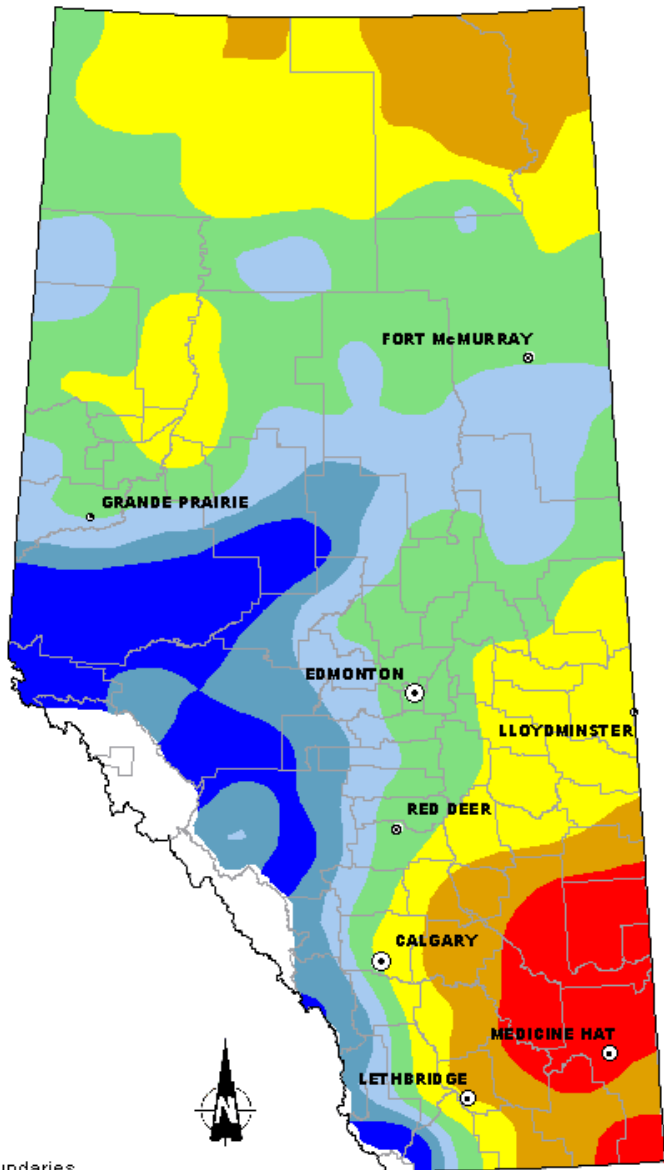 FORT McMURRAY
GRANDE PRAIRIE
EDMONTON
LLOYDMINSTER
RED DEER
CALGARY
MEDICINE HAT
LETHBRIDGE